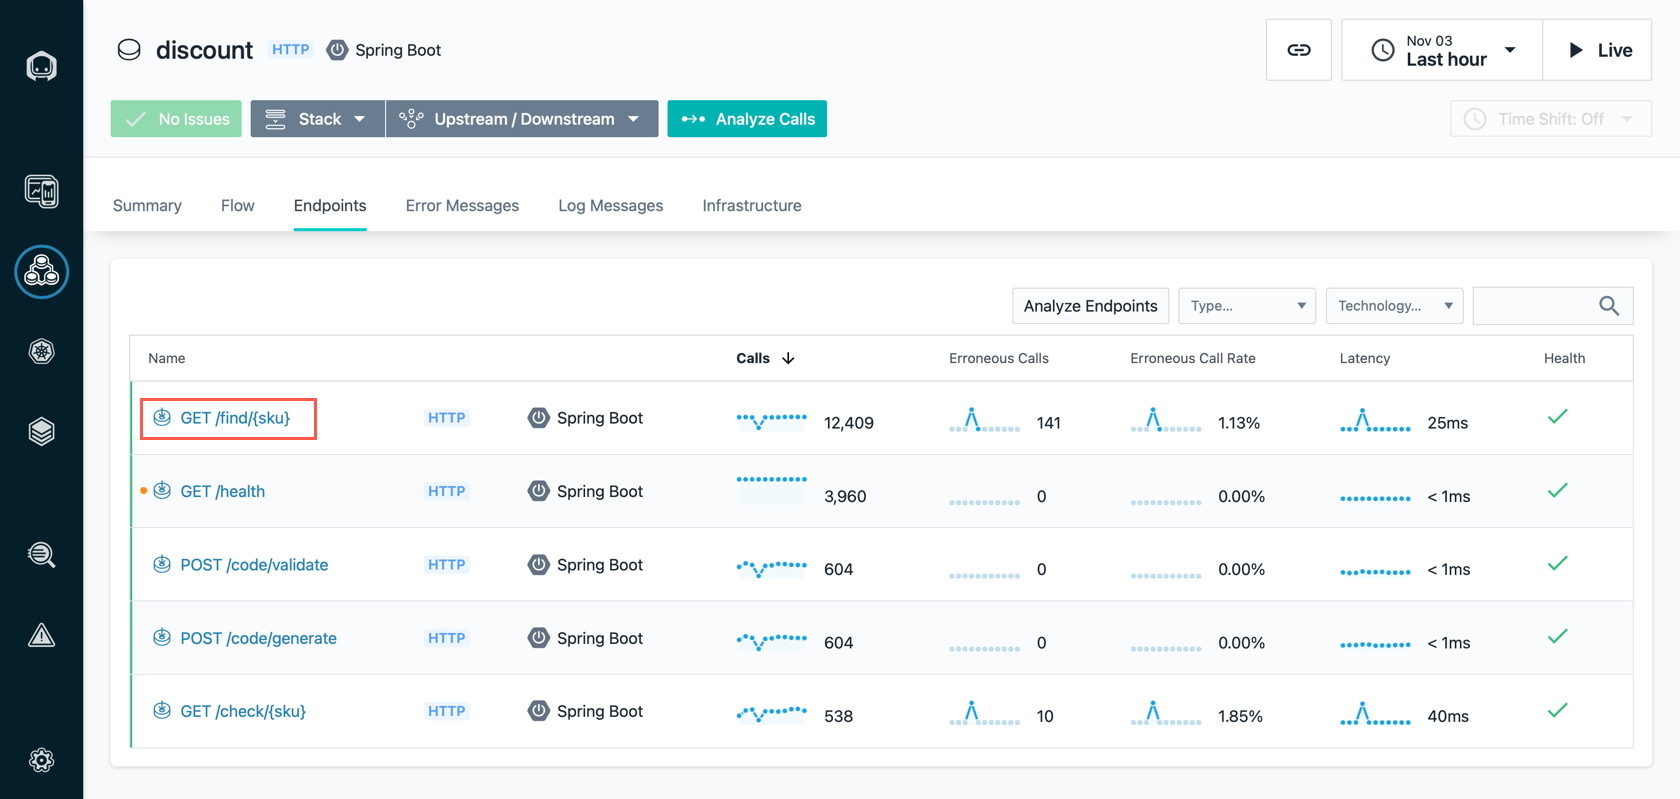 discount HTTP Spring Boot
Nov 03
Last hour
Live
No Issues Stack Upstream / Downstream Analyze Calls Time Shift: Off
Summary Flow Endpoints Error Messages Log Messages Infrastructure
Analyze Endpoints Type... Technology...
Name Calls Erroneous Calls Erroneous Call Rate Latency Health
GET /find/{sku} HTTP Spring Boot 12,409 141 1.13% 25ms
GET /health HTTP Spring Boot 3,960 0 0.00% < 1ms
POST /code/validate HTTP Spring Boot 604 0 0.00% < 1ms
POST /code/generate HTTP Spring Boot 604 0 0.00% < 1ms
GET /check/{sku} HTTP Spring Boot 538 10 1.85% 40ms